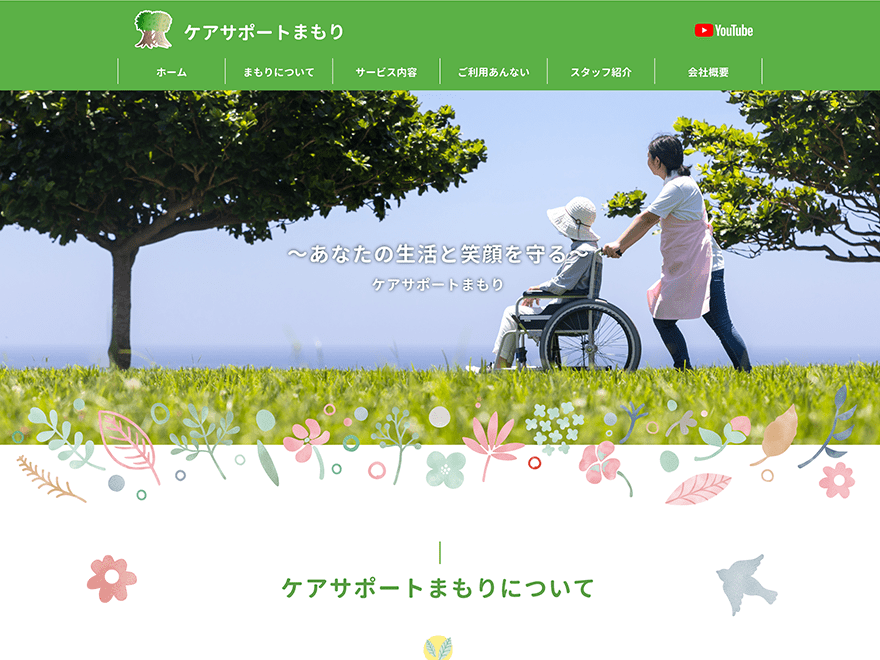 ケアサポートまもり
YouTube
ホーム
まもりについて
サービス内容
ご利用あんない
スタッフ紹介
会社概要
～あなたの生活と笑顔を守る～
ケアサポートまもり
ケアサポートまもりについて